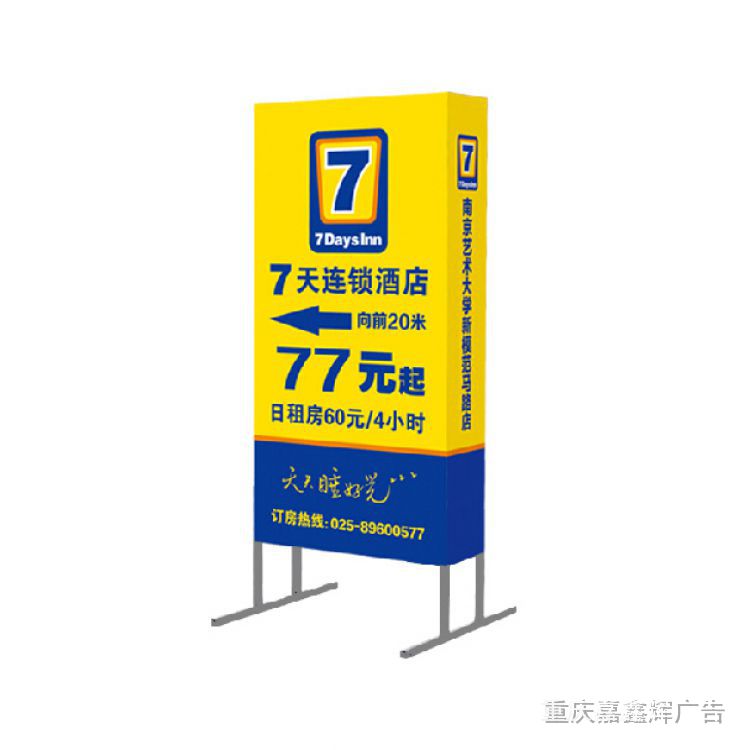 7
7DaysInn
7天连锁酒店
向前20米
77元起
日租房60元/4小时
天天睡好觉
订房热线:025-89600577
7
7DaysInn
南京艺术大学新模范马路店
重庆嘉鑫辉广告